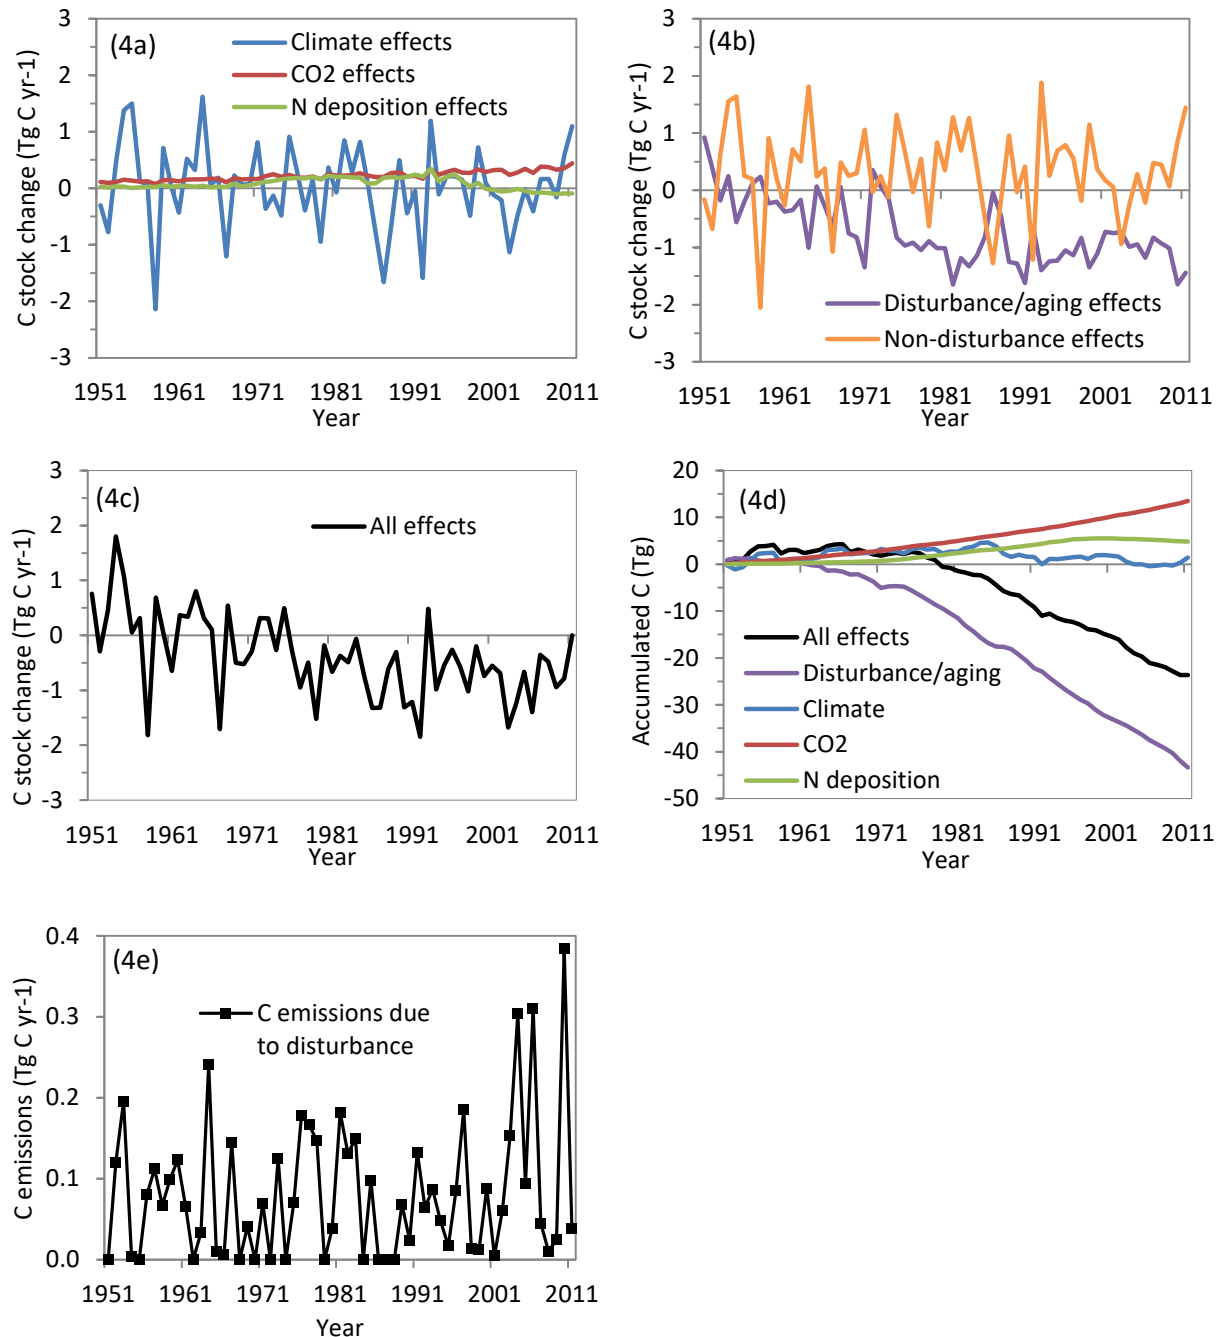 (4a)
Climate effects
CO2 effects
N deposition effects
C stock change (Tg C yr-1)
3
2
1
0
-1
-2
-3
1951 1961 1971 1981 1991 2001 2011
Year
(4b)
Disturbance/aging effects
Non-disturbance effects
C stock change (Tg C yr-1)
3
2
1
0
-1
-2
-3
1951 1961 1971 1981 1991 2001 2011
Year
(4c)
All effects
C stock change (Tg C yr-1)
3
2
1
0
-1
-2
-3
1951 1961 1971 1981 1991 2001 2011
Year
(4d)
All effects
Disturbance/aging
Climate
CO2
N deposition
Accumulated C (Tg)
20
10
0
-10
-20
-30
-40
-50
1951 1961 1971 1981 1991 2001 2011
Year
(4e)
C emissions due
to disturbance
C emissions (Tg C yr-1)
0.4
0.3
0.2
0.1
0.0
1951 1961 1971 1981 1991 2001 2011
Year